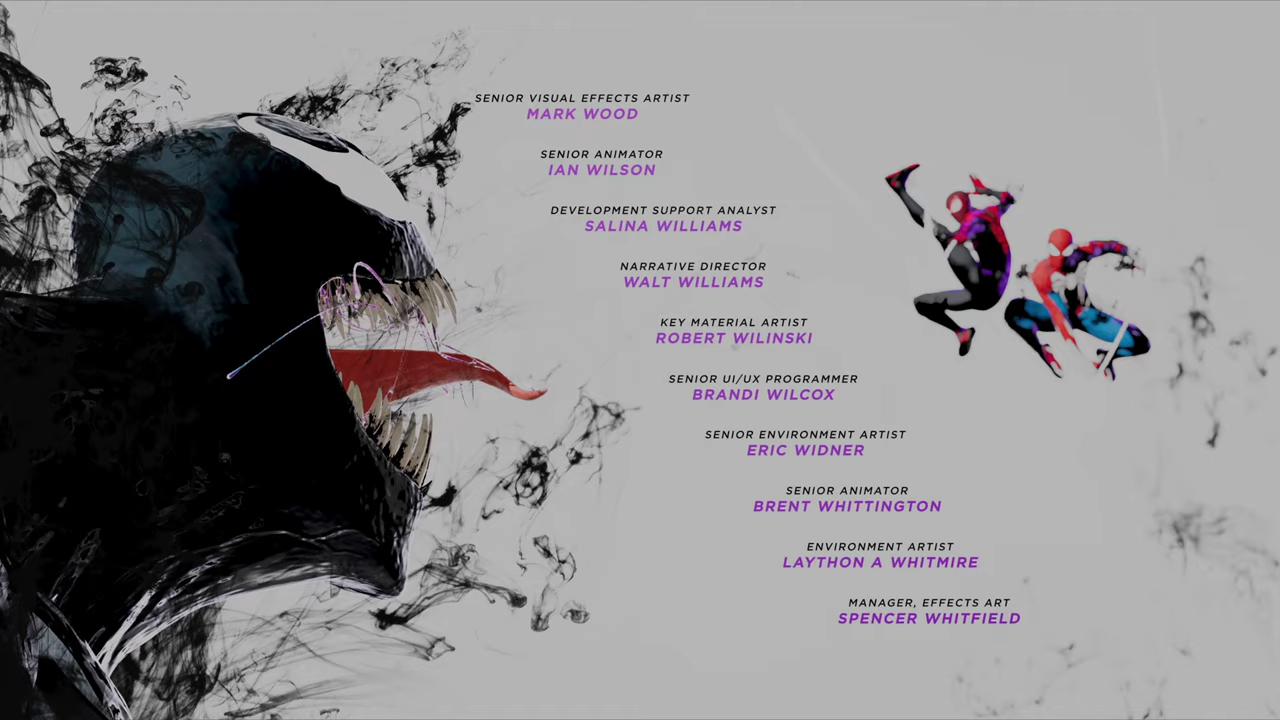 SENIOR VISUAL EFFECTS ARTIST
MARK WOOD
SENIOR ANIMATOR
IAN WILSON
DEVELOPMENT SUPPORT ANALYST
SALINA WILLIAMS
NARRATIVE DIRECTOR
WALT WILLIAMS
KEY MATERIAL ARTIST
ROBERT WILINSKI
SENIOR UI/UX PROGRAMMER
BRANDI WILCOX
SENIOR ENVIRONMENT ARTIST
ERIC WIDNER
SENIOR ANIMATOR
BRENT WHITTINGTON
ENVIRONMENT ARTIST
LAYTHON A WHITMIRE
MANAGER, EFFECTS ART
SPENCER WHITFIELD